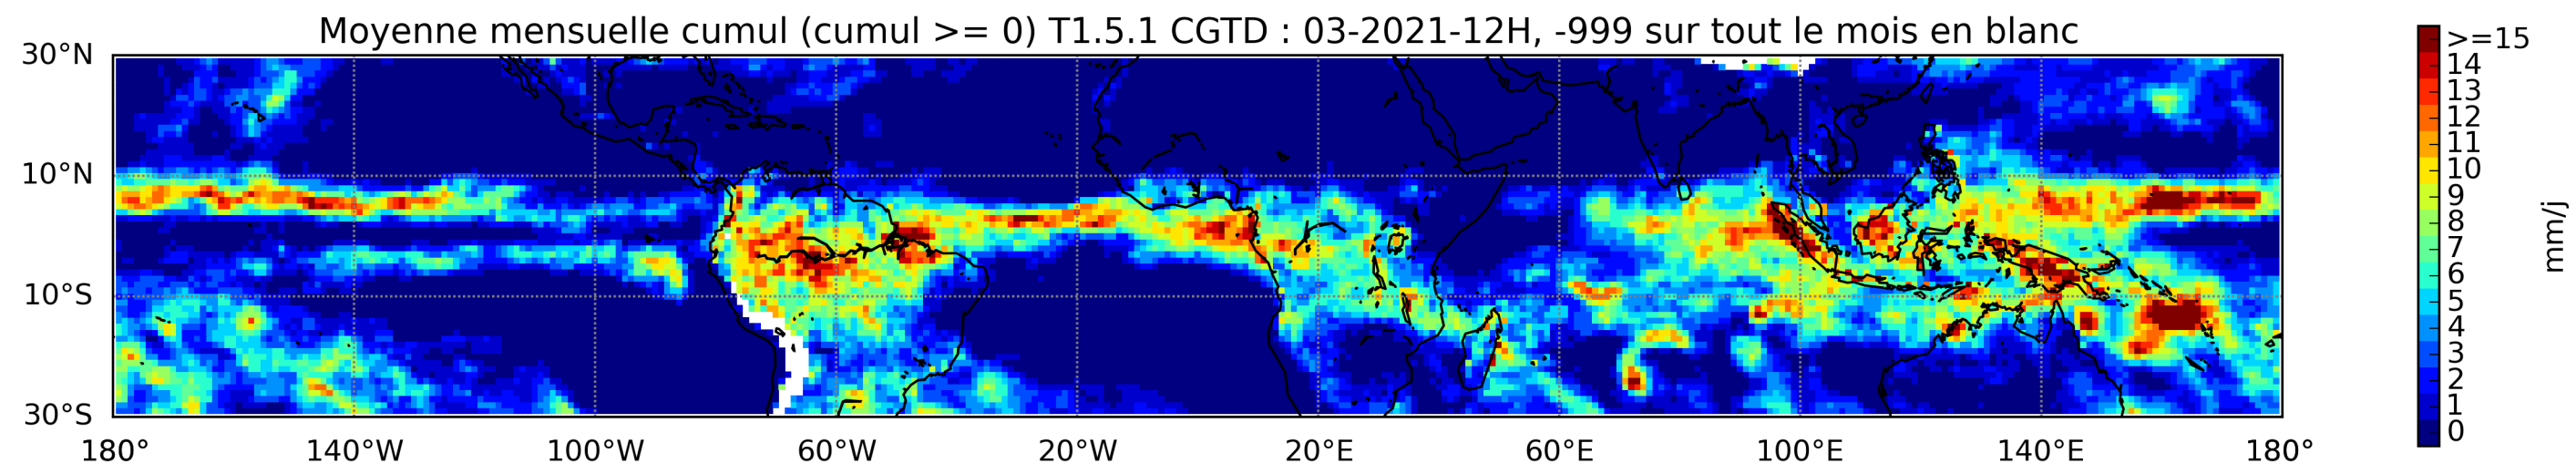 Moyenne mensuelle cumul (cumul >= 0) T1.5.1 CGTD : 03-2021-12H, -999 sur tout le mois en blanc
30°N
10°N
10°S
30°S
180°
140°W
100°W
60°W
20°W
20°E
60°E
100°E
140°E
180°
>=15
14
13
12
11
10
9
8
7
6
5
4
3
2
1
0
mm/j